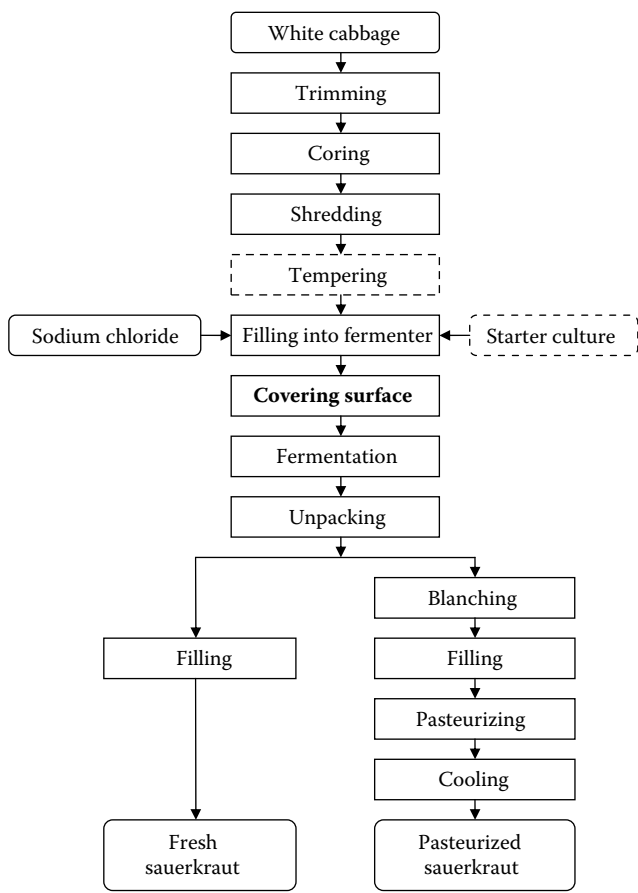 White cabbage
Trimming
Coring
Shredding
Tempering
Sodium chloride
Filling into fermenter
Starter culture
Covering surface
Fermentation
Unpacking
Blanching
Filling
Filling
Pasteurizing
Cooling
Fresh
sauerkraut
Pasteurized
sauerkraut